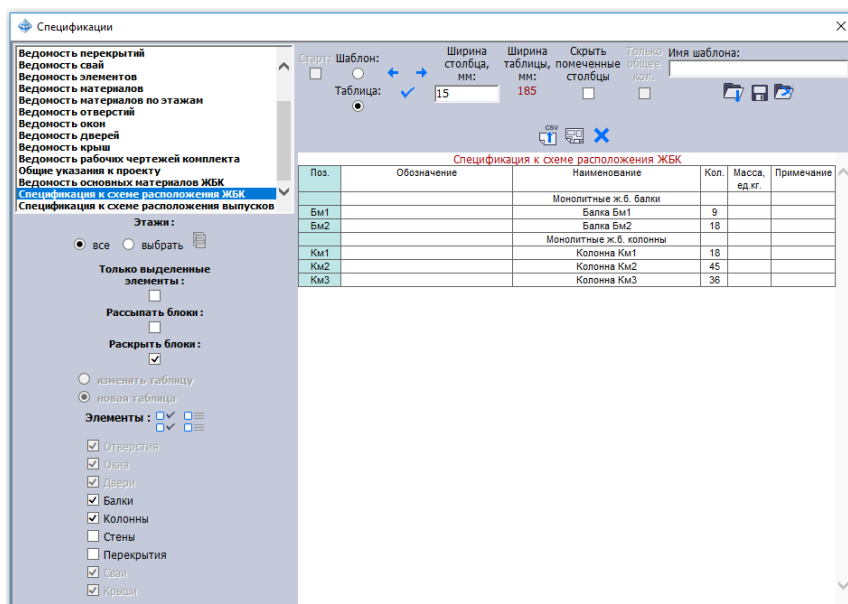 Спецификации
Ведомость перекрытий
Ведомость свай
Ведомость элементов
Ведомость материалов
Ведомость материалов по этажам
Ведомость отверстий
Ведомость окон
Ведомость дверей
Ведомость крыш
Ведомость рабочих чертежей комплекта
Общие указания к проекту
Ведомость основных материалов ЖБК
Спецификация к схеме расположения ЖБК
Спецификация к схеме расположения выпусков
Этажи:
все выбрать
Только выделенные
элементы:
Рассыпать блоки:
Раскрыть блоки:
изменить таблицу
новая таблица
Элементы:
Отверстия
Окна
Двери
Балки
Колонны
Стены
Перекрытия
Сваи
Крыши
Старт: Шаблон:
Таблица:
Ширина
столбца,
мм:
15
Ширина
таблицы,
мм:
185
Скрыть
помеченные
столбцы
Только
общее
кол.
Имя шаблона:
CSV
Спецификация к схеме расположения ЖБК
Поз. Обозначение Наименование Кол. Масса, ед.кг. Примечание
Монолитные ж.б. балки
Бм1 Балка Бм1 9
Бм2 Балка Бм2 18
Монолитные ж.б. колонны
Км1 Колонна Км1 18
Км2 Колонна Км2 45
Км3 Колонна Км3 36